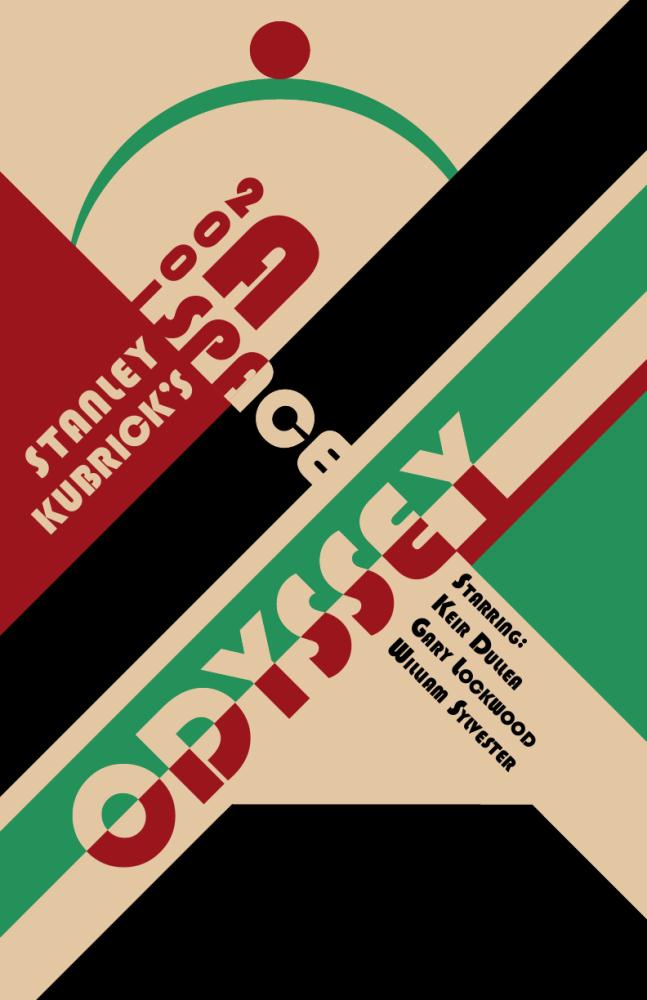 STANLEY
KUBRICK'S
2001
A
SPACE
ODYSSEY
STARRING:
KEIR DULLEA
GARY LOCKWOOD
WILLIAM SYLVESTER